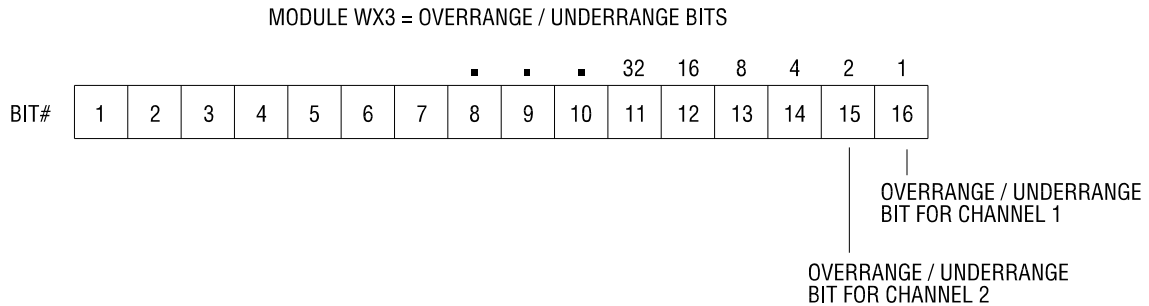 MODULE WX3 = OVERRANGE / UNDERRANGE BITS
. . . 32 16 8 4 2 1
BIT# 1 2 3 4 5 6 7 8 9 10 11 12 13 14 15 16
OVERRANGE / UNDERRANGE
BIT FOR CHANNEL 1
OVERRANGE / UNDERRANGE
BIT FOR CHANNEL 2